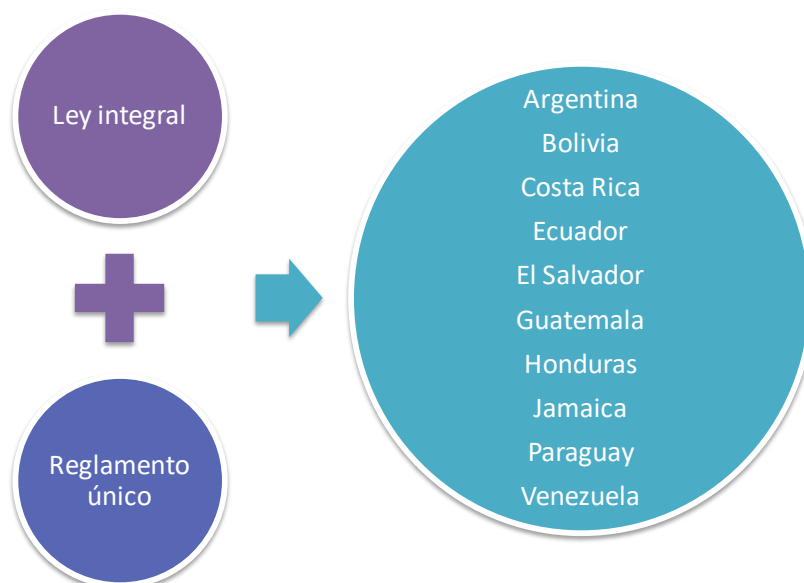 Ley integral
Reglamento
único
Argentina
Bolivia
Costa Rica
Ecuador
El Salvador
Guatemala
Honduras
Jamaica
Paraguay
Venezuela